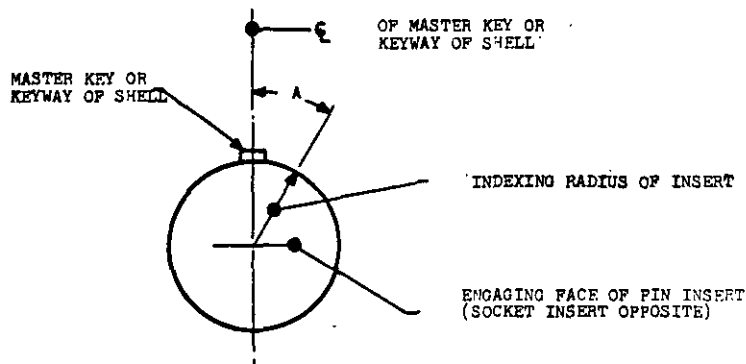 ℄ OF MASTER KEY OR
KEYWAY OF SHELL
MASTER KEY OR
KEYWAY OF SHELL
A
INDEXING RADIUS OF INSERT
ENGAGING FACE OF PIN INSERT
(SOCKET INSERT OPPOSITE)